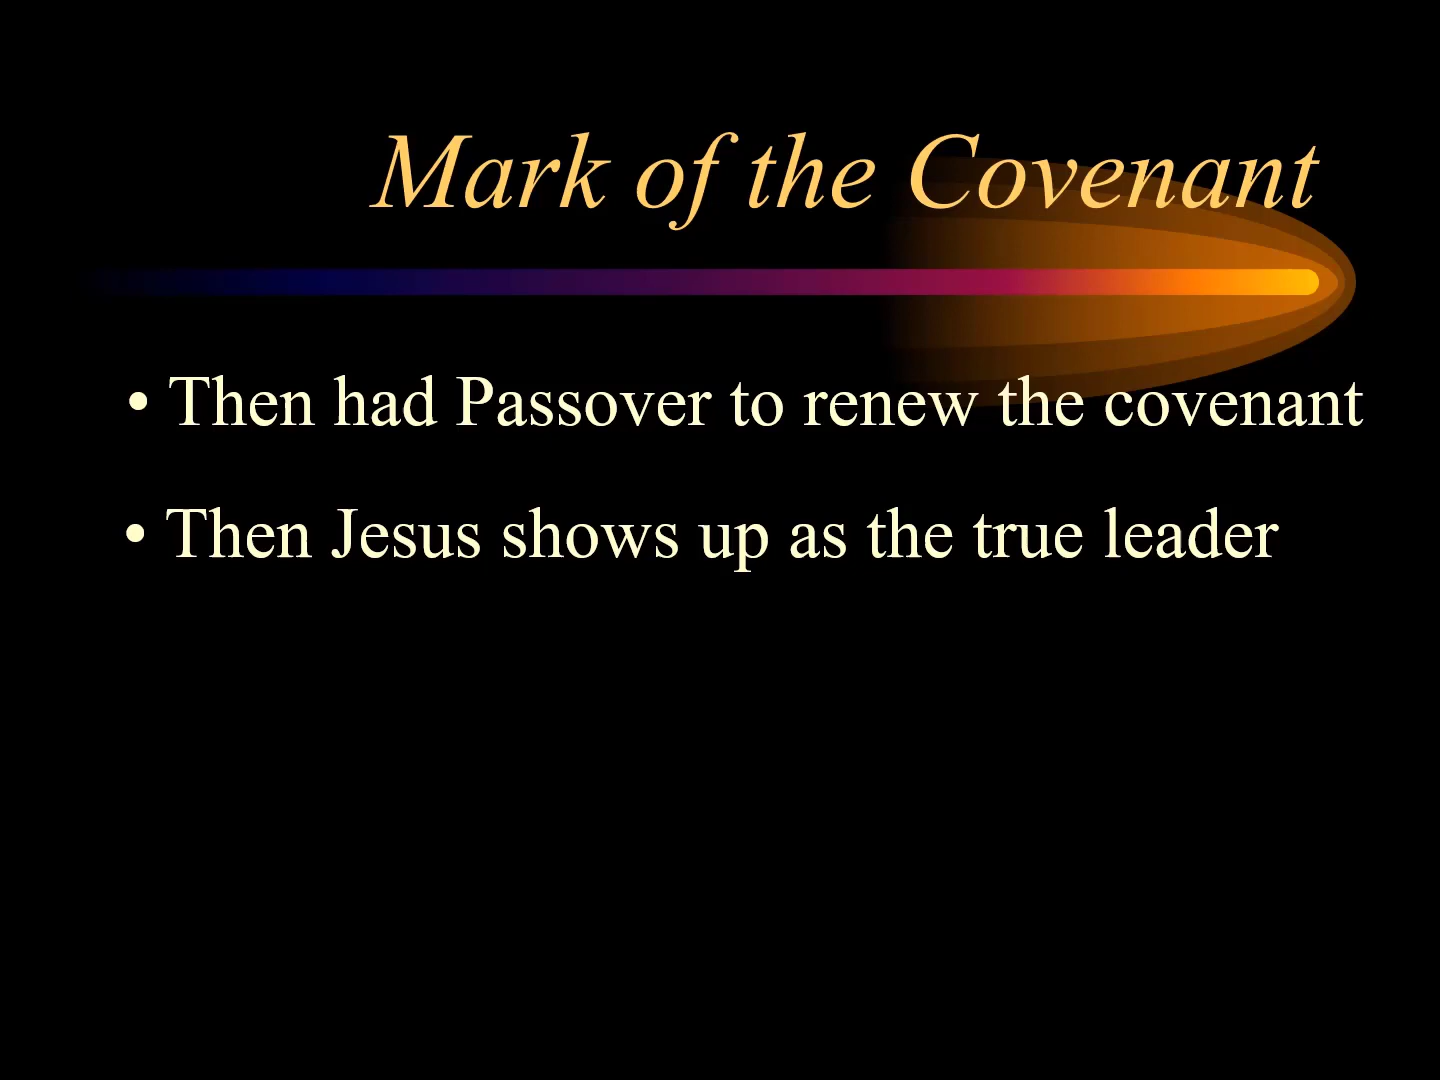 Mark of the Covenant
• Then had Passover to renew the covenant
• Then Jesus shows up as the true leader